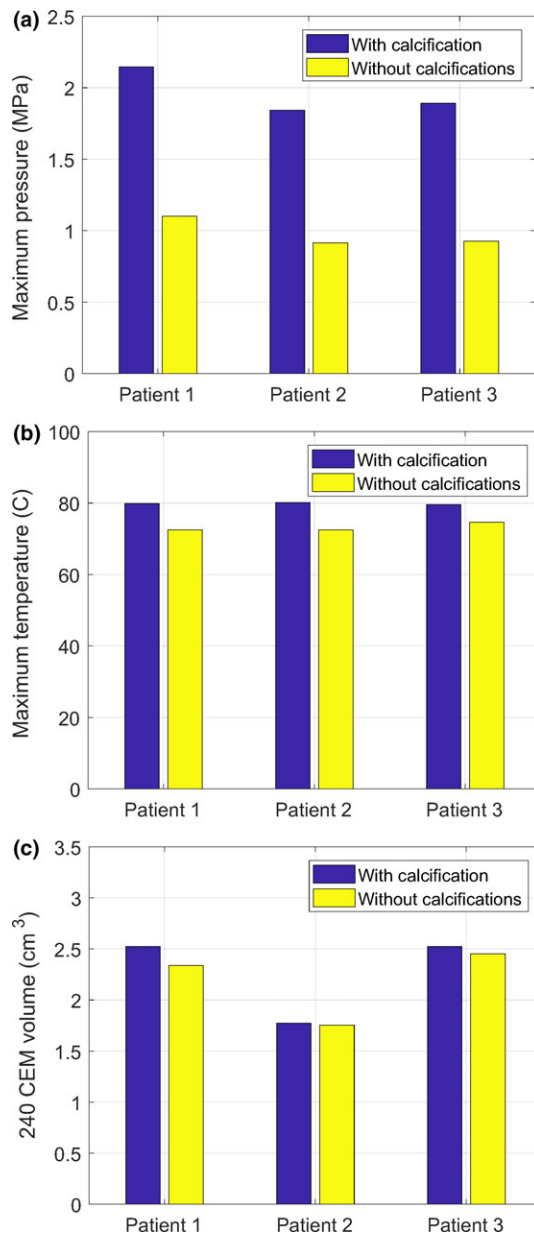 (a)
Maximum pressure (MPa)
2.5
2
1.5
1
0.5
0
With calcification
Without calcifications
Patient 1 Patient 2 Patient 3
(b)
Maximum temperature (C)
100
80
60
40
20
0
With calcification
Without calcifications
Patient 1 Patient 2 Patient 3
(c)
240 CEM volume (cm 3)
3.5
3
2.5
2
1.5
1
0.5
0
With calcification
Without calcifications
Patient 1 Patient 2 Patient 3